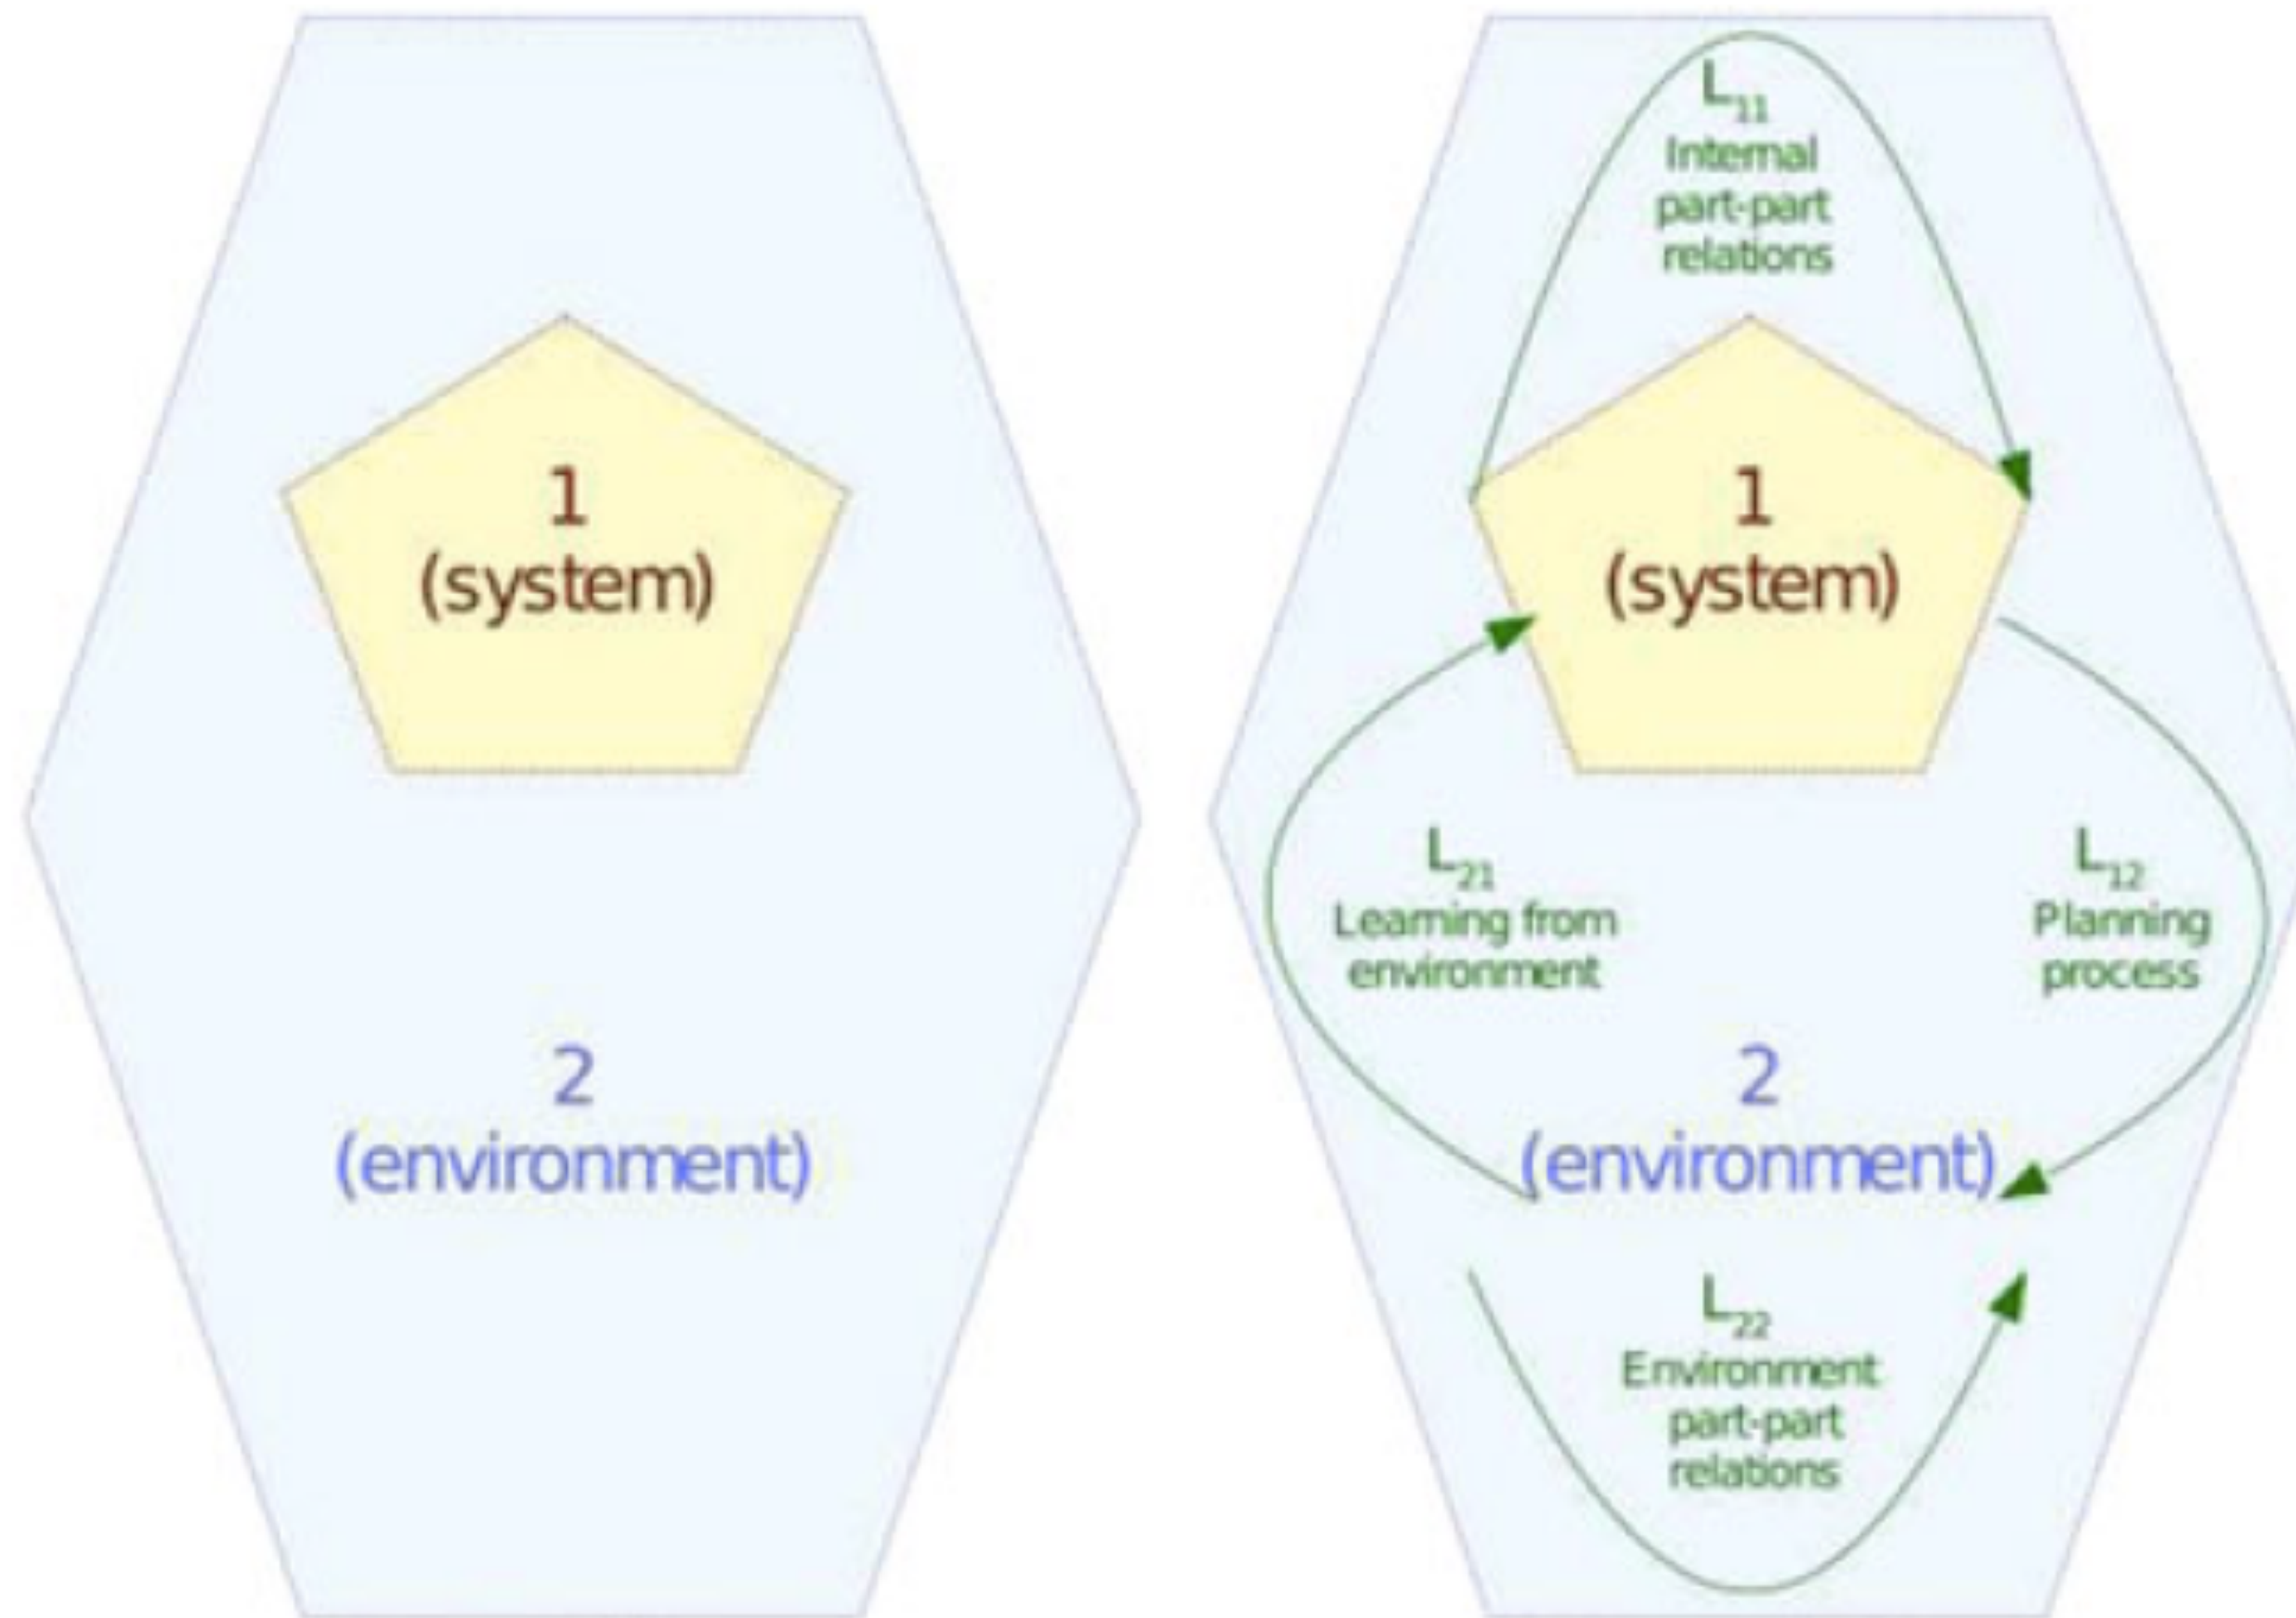 1
(system)
2
(environment)
L11
Internal
part-part
relations
1
(system)
L21
Learning from
environment
L12
Planning
process
2
(environment)
L22
Environment
part-part
relations